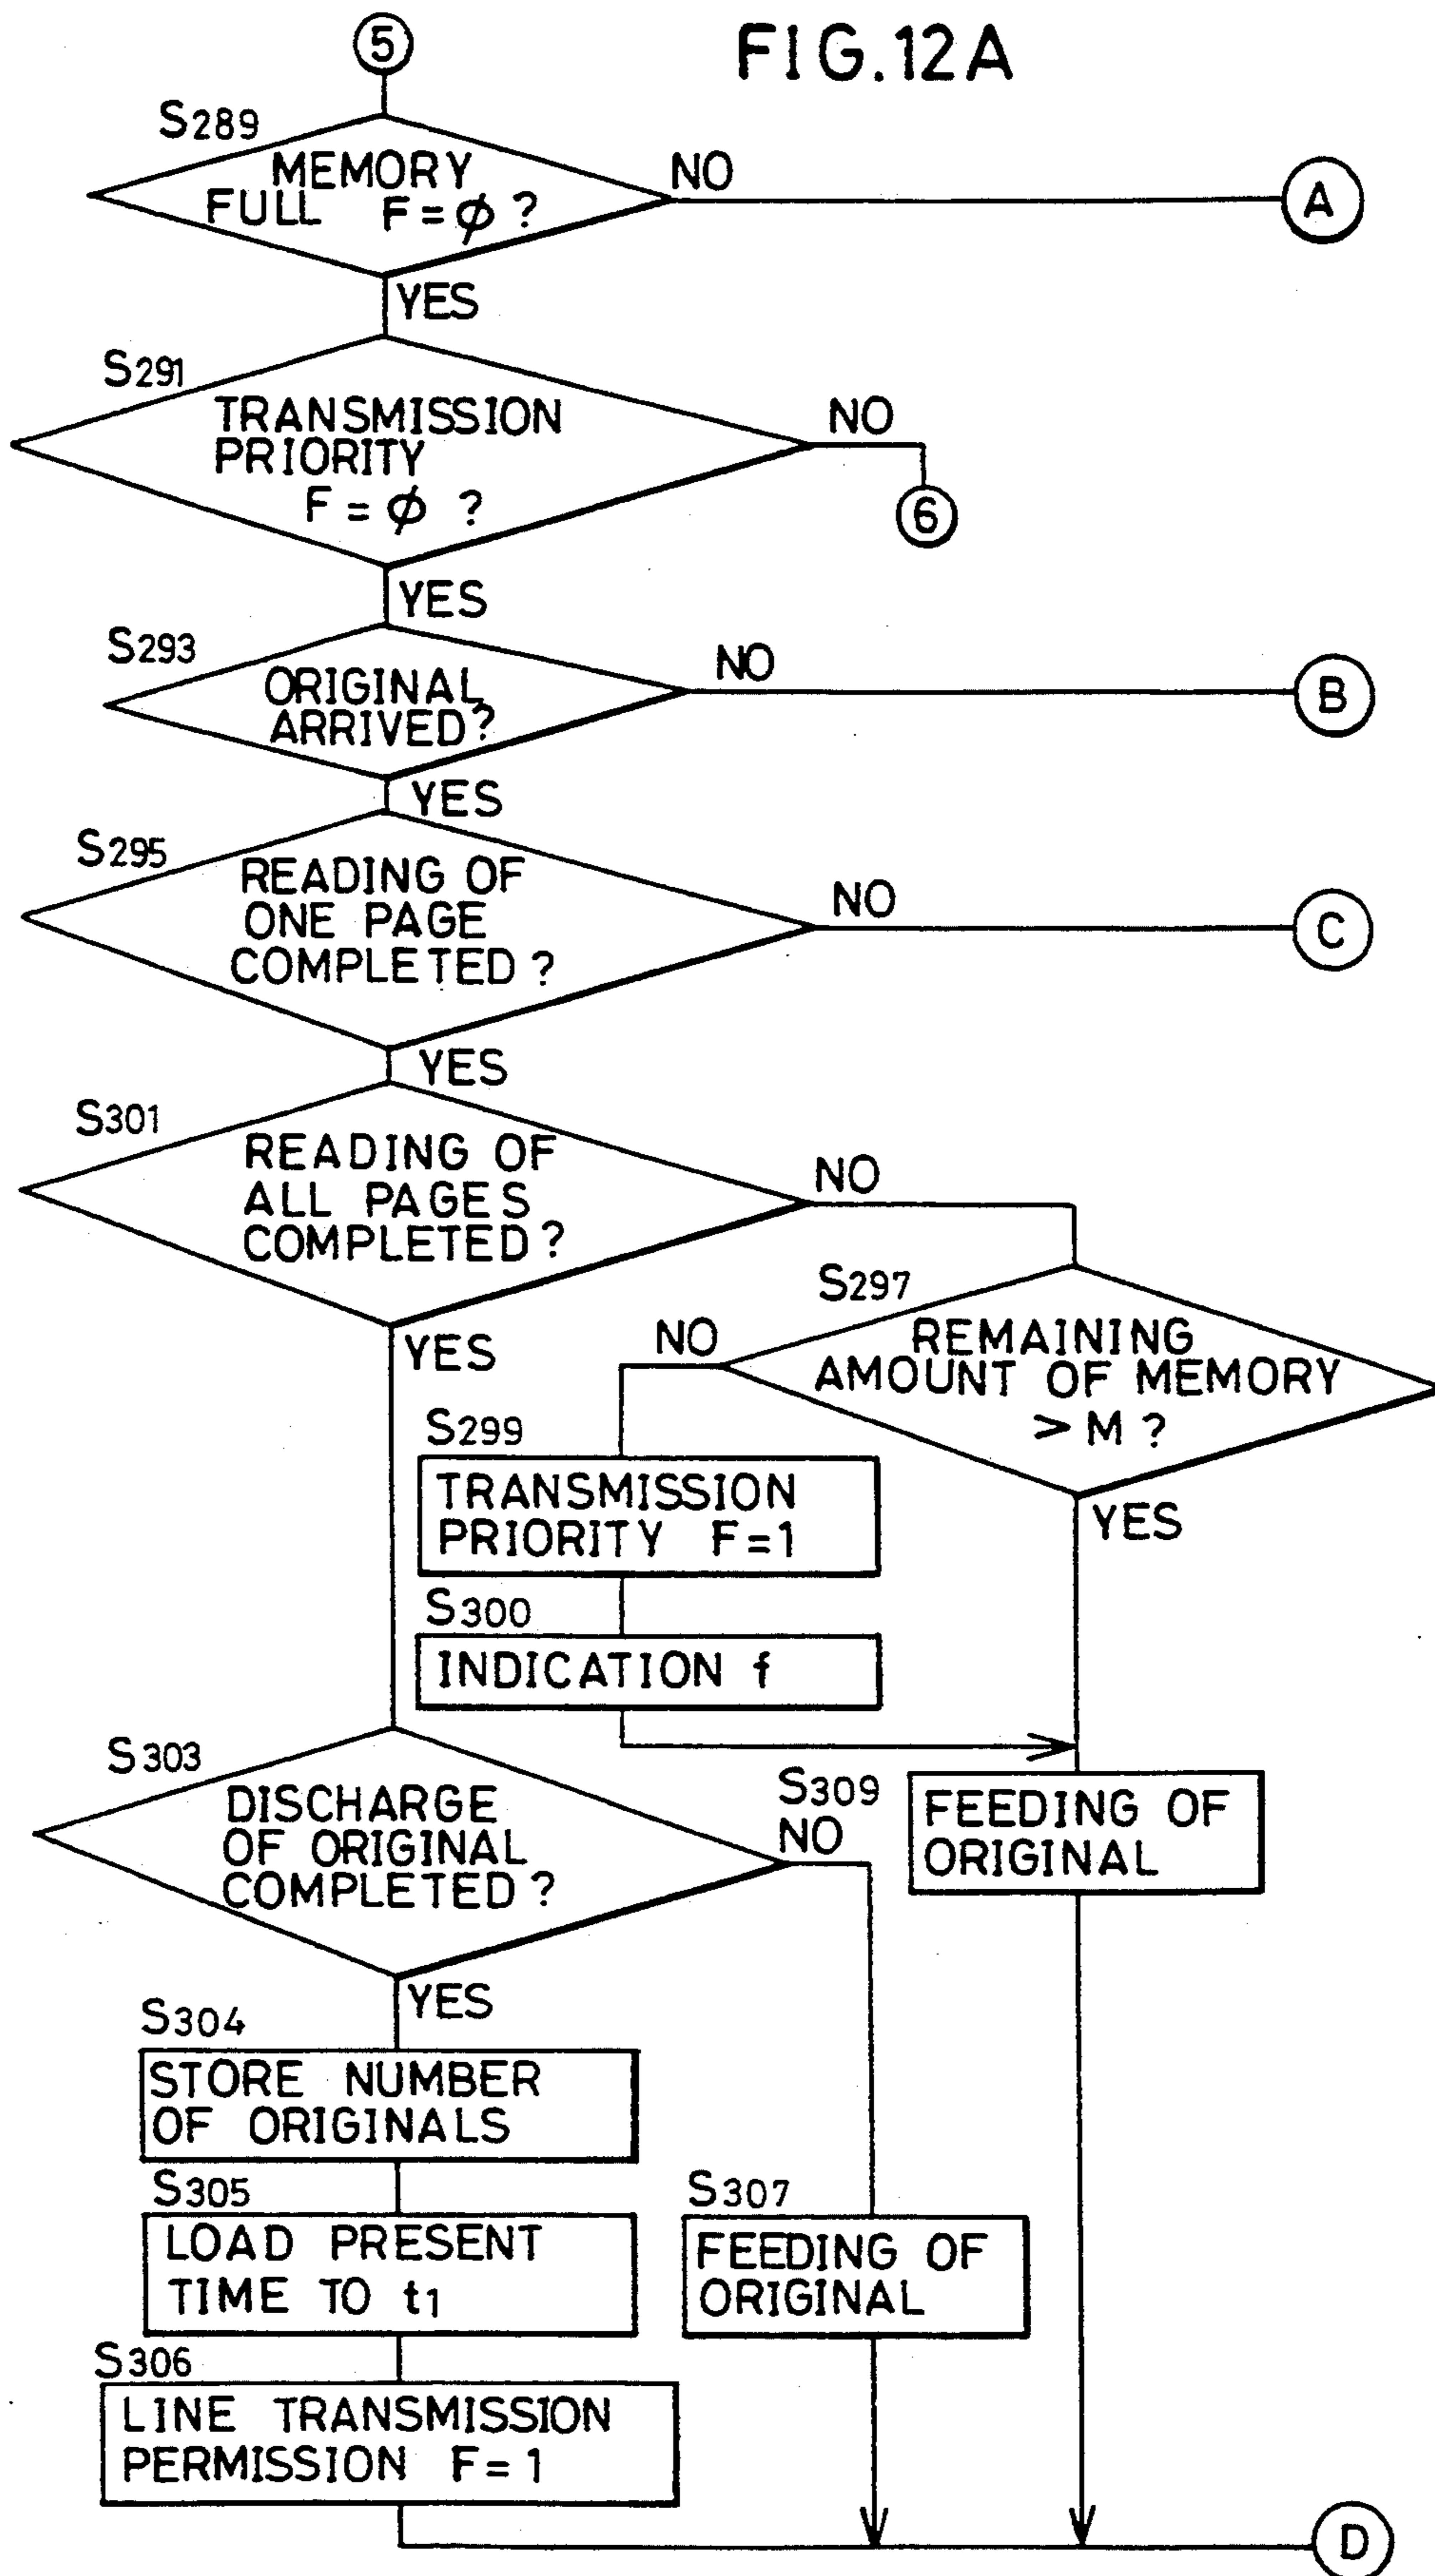 FIG.12A
5
S289
MEMORY
FULL F=φ?
NO
A
YES
S291
TRANSMISSION
PRIORITY
F=φ ?
NO
6
YES
S293
ORIGINAL
ARRIVED?
NO
B
YES
S295
READING OF
ONE PAGE
COMPLETED?
NO
C
YES
S301
READING OF
ALL PAGES
COMPLETED?
NO
YES
S297
REMAINING
AMOUNT OF MEMORY
> M ?
NO
YES
S299
TRANSMISSION
PRIORITY F=1
S300
INDICATION f
S303
DISCHARGE
OF ORIGINAL
COMPLETED?
NO
YES
S309
FEEDING OF
ORIGINAL
S304
STORE NUMBER
OF ORIGINALS
S305
LOAD PRESENT
TIME TO t1
S307
FEEDING OF
ORIGINAL
S306
LINE TRANSMISSION
PERMISSION F=1
D